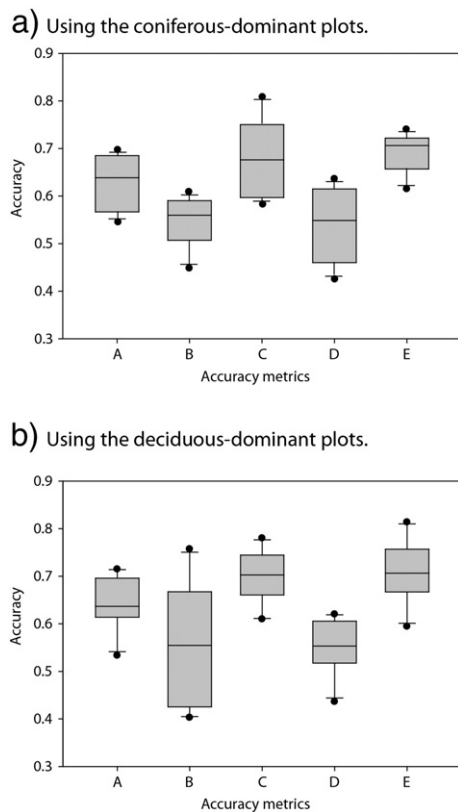 a) Using the coniferous-dominant plots.
0.9
0.8
0.7
0.6
0.5
0.4
0.3
Accuracy
A B C D E
Accuracy metrics
b) Using the deciduous-dominant plots.
0.9
0.8
0.7
0.6
0.5
0.4
0.3
Accuracy
A B C D E
Accuracy metrics